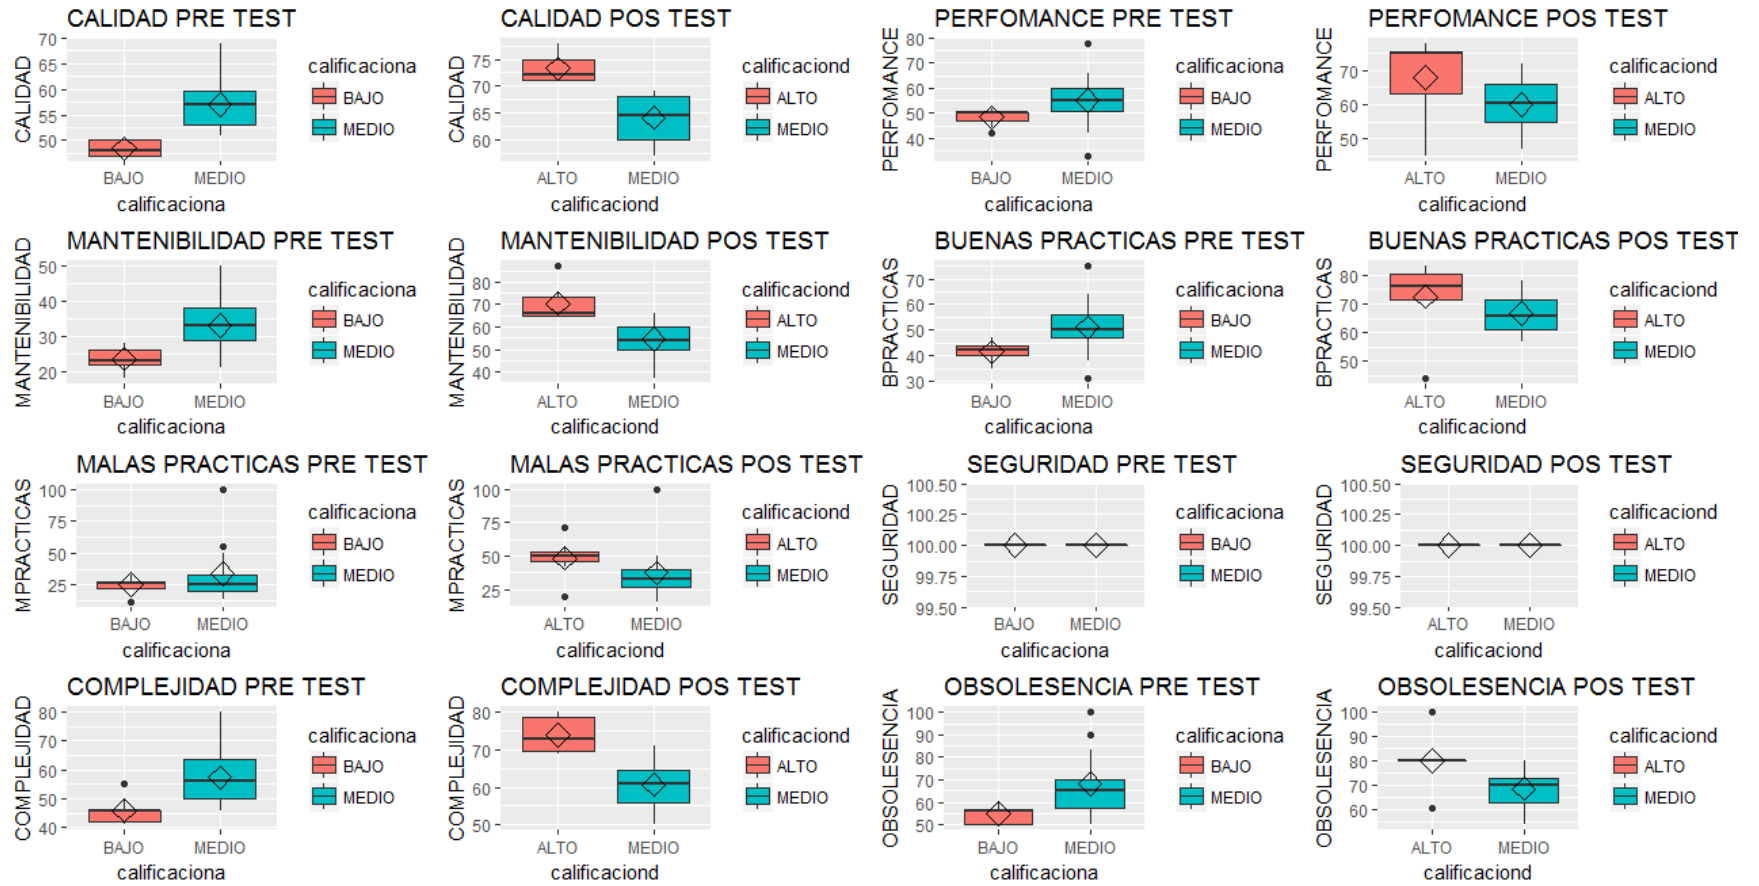 CALIDAD PRE TEST
CALIDAD
70
65
60
55
50
BAJO MEDIO
calificaciona
calificaciona
BAJO
MEDIO
CALIDAD POS TEST
CALIDAD
75
70
65
60
ALTO MEDIO
calificaciond
calificaciond
ALTO
MEDIO
PERFOMANCE PRE TEST
PERFOMANCE
80
70
60
50
40
BAJO MEDIO
calificaciona
calificaciona
BAJO
MEDIO
PERFOMANCE POS TEST
PERFOMANCE
70
60
50
ALTO MEDIO
calificaciond
calificaciond
ALTO
MEDIO
MANTENIBILIDAD PRE TEST
MANTENIBILIDAD
50
40
30
20
BAJO MEDIO
calificaciona
calificaciona
BAJO
MEDIO
MANTENIBILIDAD POS TEST
MANTENIBILIDAD
80
70
60
50
40
ALTO MEDIO
calificaciond
calificaciond
ALTO
MEDIO
BUENAS PRACTICAS PRE TEST
BPRACTICAS
70
60
50
40
30
BAJO MEDIO
calificaciona
calificaciona
BAJO
MEDIO
BUENAS PRACTICAS POS TEST
BPRACTICAS
80
70
60
50
ALTO MEDIO
calificaciond
calificaciond
ALTO
MEDIO
MALAS PRACTICAS PRE TEST
MPRACTICAS
100
75
50
25
BAJO MEDIO
calificaciona
calificaciona
BAJO
MEDIO
MALAS PRACTICAS POS TEST
MPRACTICAS
100
75
50
25
ALTO MEDIO
calificaciond
calificaciond
ALTO
MEDIO
SEGURIDAD PRE TEST
SEGURIDAD
100.50
100.25
100.00
99.75
99.50
BAJO MEDIO
calificaciona
calificaciona
BAJO
MEDIO
SEGURIDAD POS TEST
SEGURIDAD
100.50
100.25
100.00
99.75
99.50
ALTO MEDIO
calificaciond
calificaciond
ALTO
MEDIO
COMPLEJIDAD PRE TEST
COMPLEJIDAD
80
70
60
50
40
BAJO MEDIO
calificaciona
calificaciona
BAJO
MEDIO
COMPLEJIDAD POS TEST
COMPLEJIDAD
80
70
60
50
ALTO MEDIO
calificaciond
calificaciond
ALTO
MEDIO
OBSOLESENCIA PRE TEST
OBSOLESENCIA
100
90
80
70
60
50
BAJO MEDIO
calificaciona
calificaciona
BAJO
MEDIO
OBSOLESENCIA POS TEST
OBSOLESENCIA
100
90
80
70
60
ALTO MEDIO
calificaciond
calificaciond
ALTO
MEDIO